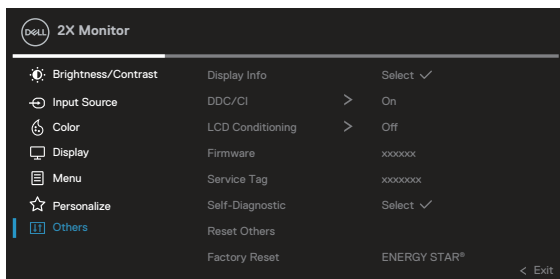 DELL 2X Monitor
Brightness/Contrast Display Info Select ✓
Input Source DDC/CI > On
Color LCD Conditioning > Off
Display Firmware xxxxxx
Menu Service Tag xxxxxxx
Personalize Self-Diagnostic Select ✓
Others Reset Others
Factory Reset ENERGY STAR®
< Exit